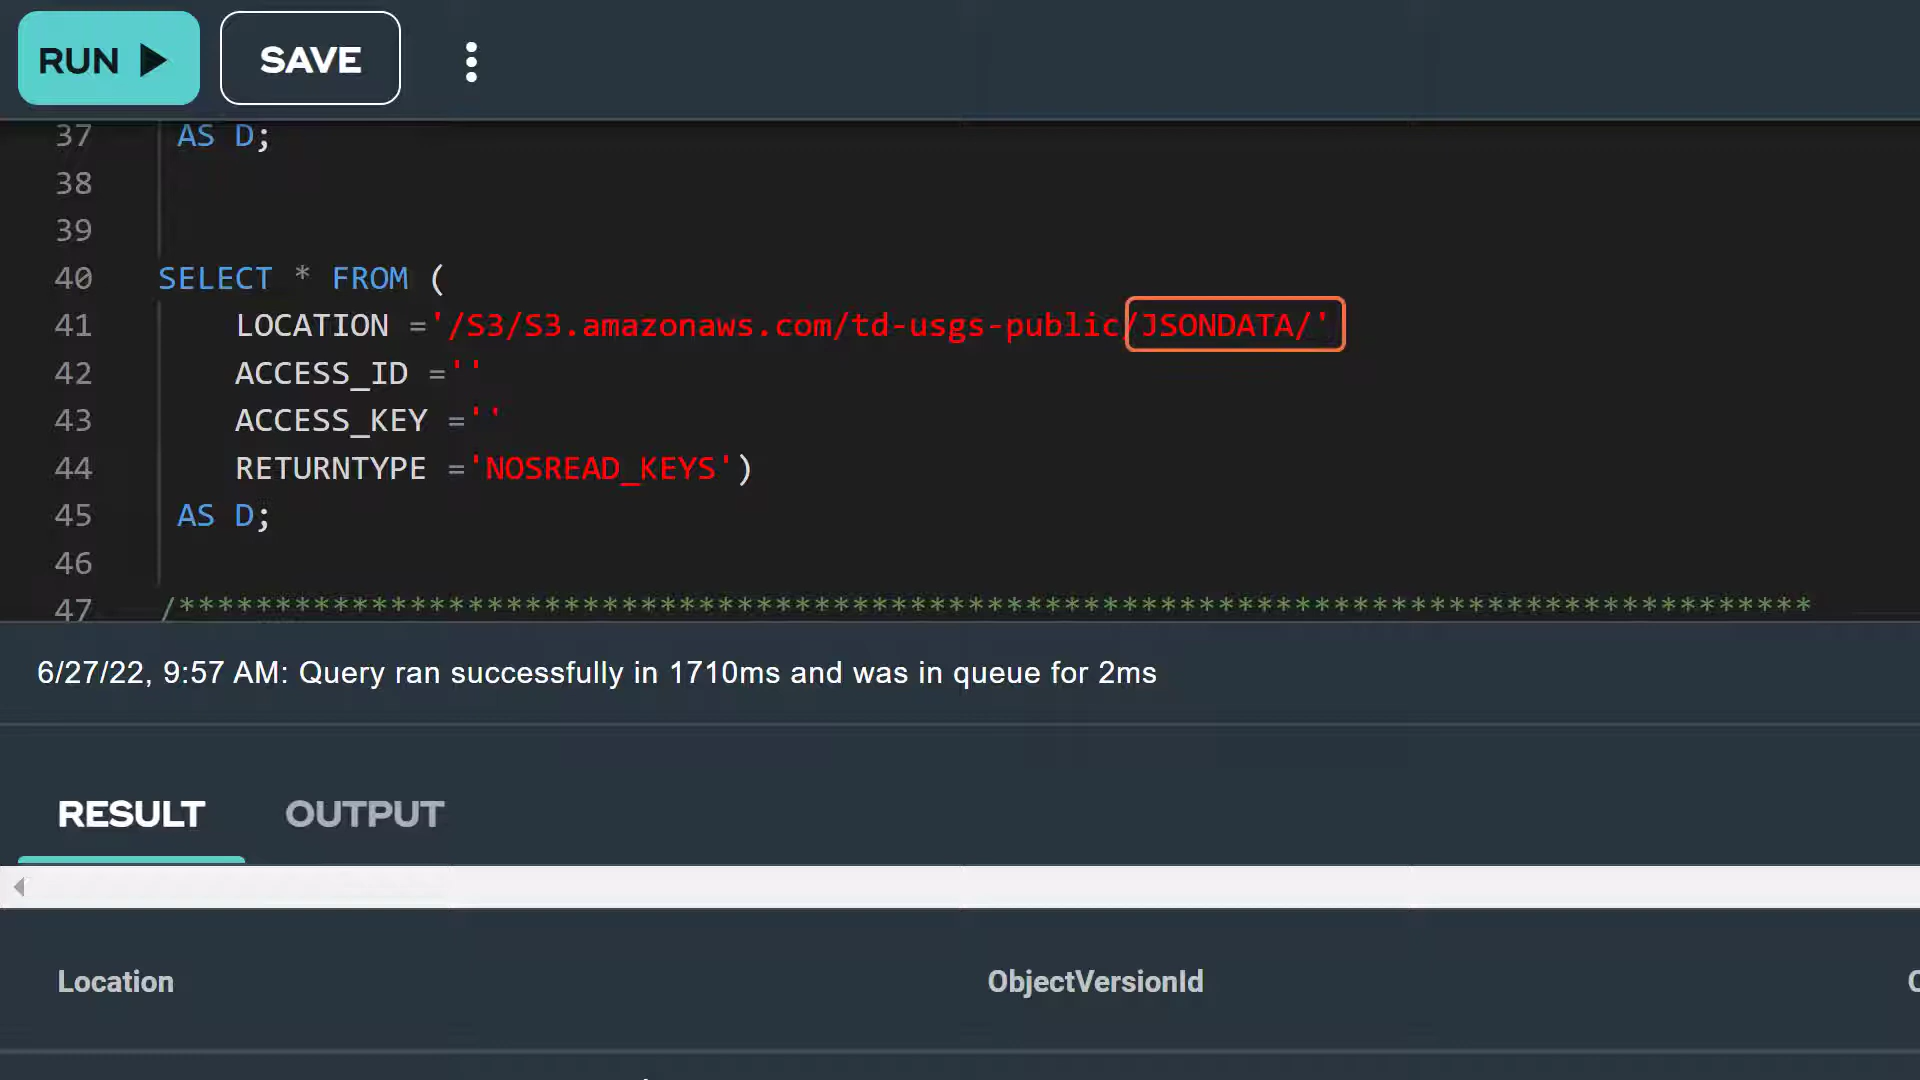 RUN SAVE
37 AS D;
38
39
40 SELECT * FROM (
41 LOCATION ='/S3/S3.amazonaws.com/td-usgs-public/JSONDATA/'
42 ACCESS_ID =''
43 ACCESS_KEY =''
44 RETURNTYPE ='NOSREAD_KEYS')
45 AS D;
46
47 /*************************************************************************************
6/27/22, 9:57 AM: Query ran successfully in 1710ms and was in queue for 2ms
RESULT OUTPUT
Location ObjectVersionId